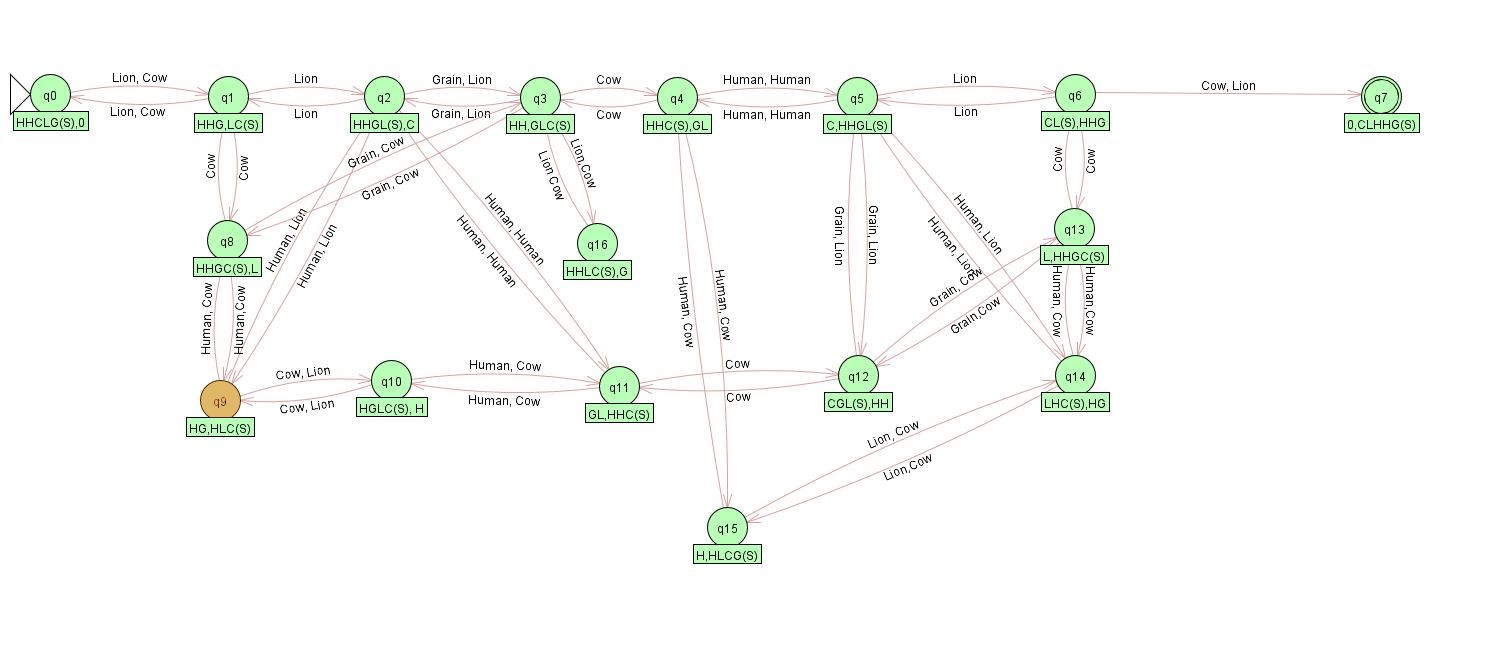 Lion, Cow
Lion
Grain, Lion
Cow
Human, Human
Lion
Cow, Lion
q0
q1
q2
q3
q4
q5
q6
q7
Lion, Cow
Lion
Grain, Lion
Cow
Human, Human
Lion
HHCLG(S),0
HHG,LC(S)
HHGL(S),C
HH,GLC(S)
HHC(S),GL
C,HHGL(S)
CL(S),HHG
0,CLHHG(S)
Cow
Cow
Grain, Cow
Grain, Cow
Lion Cow
Lion,Cow
Cow
Cow
q8
HHGC(S),L
q16
HHLC(S),G
q13
L,HHGC(S)
Human, Lion
Human, Lion
Human, Human
Human, Human
Grain, Lion
Grain, Lion
Human, Lion
Human, Lion
Human, Cow
Human,Cow
Human, Cow
Human, Cow
Grain, Cow
Grain,Cow
Human, Cow
Human,Cow
Cow, Lion
Human, Cow
Cow
q9
q10
q11
q12
q14
Cow, Lion
Human, Cow
Cow
HG,HLC(S)
HGLC(S), H
GL,HHC(S)
CGL(S),HH
LHC(S),HG
Lion, Cow
Lion,Cow
q15
H,HLCG(S)